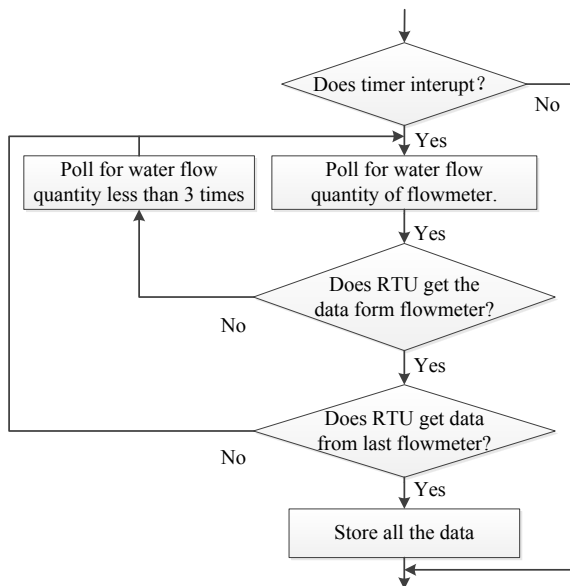 Does timer interupt?
No
Yes
Poll for water flow
quantity less than 3 times
Poll for water flow
quantity of flowmeter.
Yes
Does RTU get the
data form flowmeter?
No
Yes
Does RTU get data
from last flowmeter?
No
Yes
Store all the data